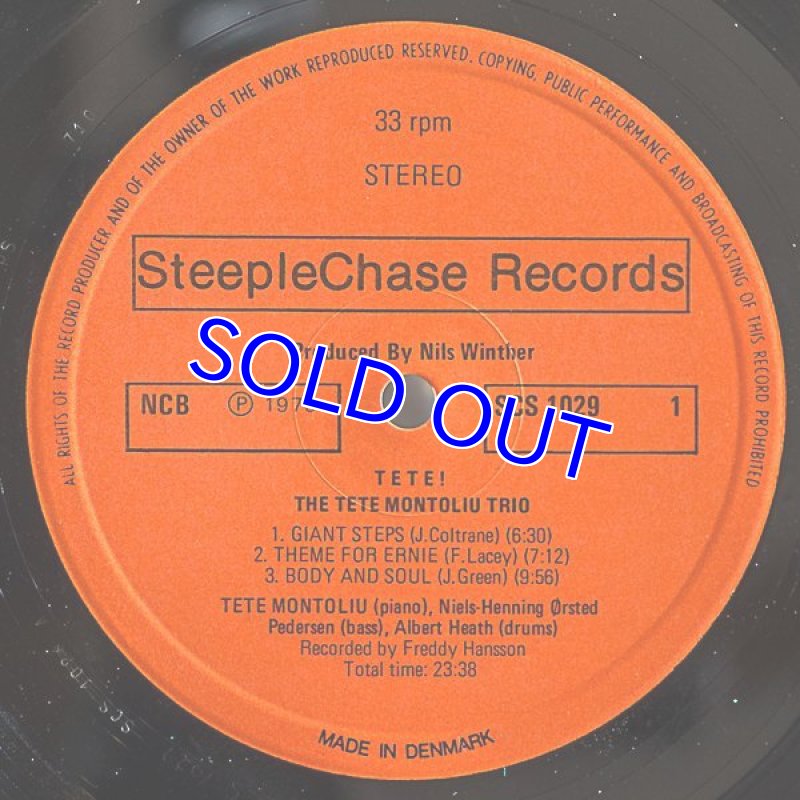 ALL RIGHTS OF THE RECORD PRODUCER AND OF THE OWNER OF THE WORK REPRODUCED RESERVED. COPYING, PUBLIC PERFORMANCE AND BROADCASTING OF THIS RECORD PROHIBITED
33 rpm
STEREO
SteepleChase Records
Produced By Nils Winther
NCB Ⓟ
SCS 1029 1
SOLD OUT
TETE!
THE TETE MONTOLIU TRIO
1. GIANT STEPS (J.Coltrane) (6:30)
2. THEME FOR ERNIE (F.Lacey) (7:12)
3. BODY AND SOUL (J.Green) (9:56)
TETE MONTOLIU (piano), Niels-Henning Ørsted
Pedersen (bass), Albert Heath (drums)
Recorded by Freddy Hansson
Total time: 23:38
MADE IN DENMARK